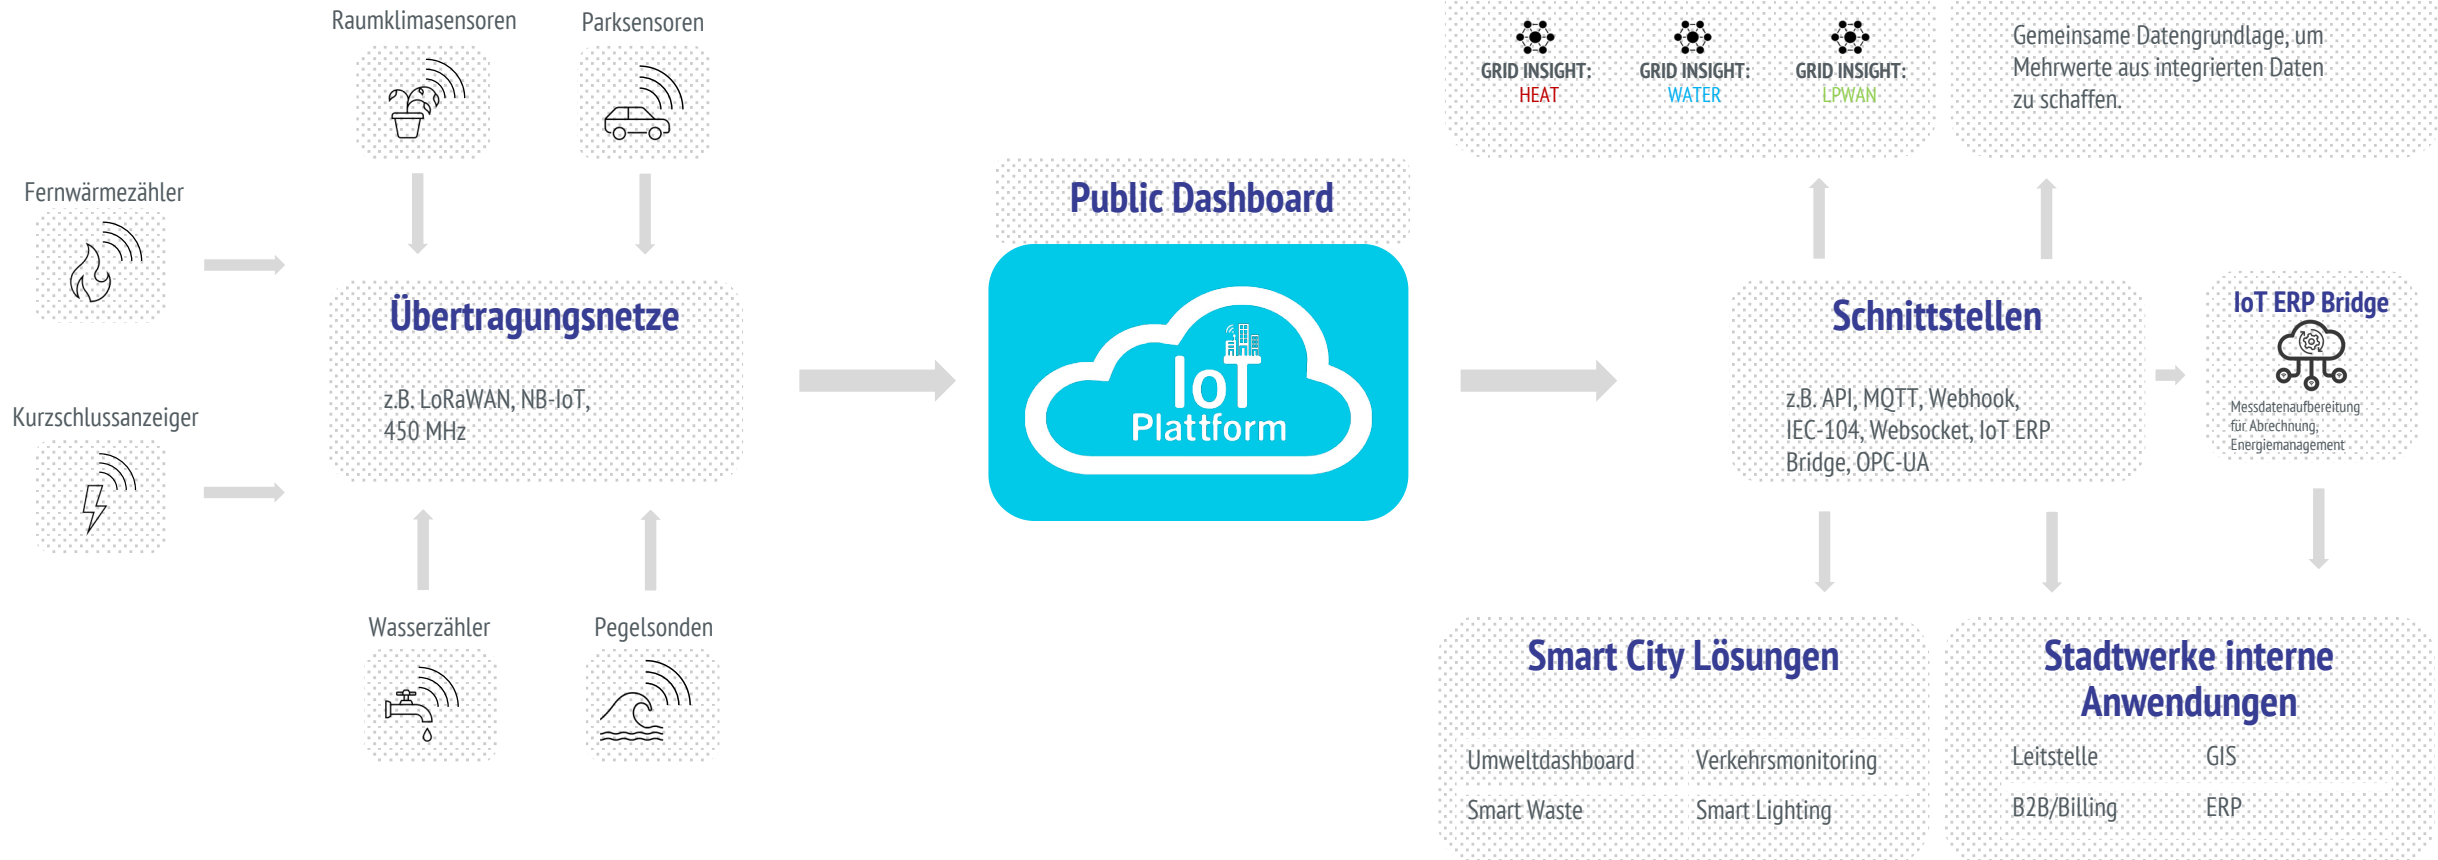 Raumklimasensoren
Parksensoren
Fernwärmezähler
Kurzschlussanzeiger
Übertragungsnetze
z.B. LoRaWAN, NB-IoT,
450 MHz
Wasserzähler
Pegelsonden
Public Dashboard
IoT
Plattform
GRID INSIGHT:
HEAT
GRID INSIGHT:
WATER
GRID INSIGHT:
LPWAN
Gemeinsame Datengrundlage, um
Mehrwerte aus integrierten Daten
zu schaffen.
Schnittstellen
z.B. API, MQTT, Webhook,
IEC-104, Websocket, IoT ERP
Bridge, OPC-UA
IoT ERP Bridge
Messdatenaufbereitung
für Abrechnung,
Energiemanagement
Smart City Lösungen
Umweltdashboard
Verkehrsmonitoring
Smart Waste
Smart Lighting
Stadtwerke interne
Anwendungen
Leitstelle
GIS
B2B/Billing
ERP